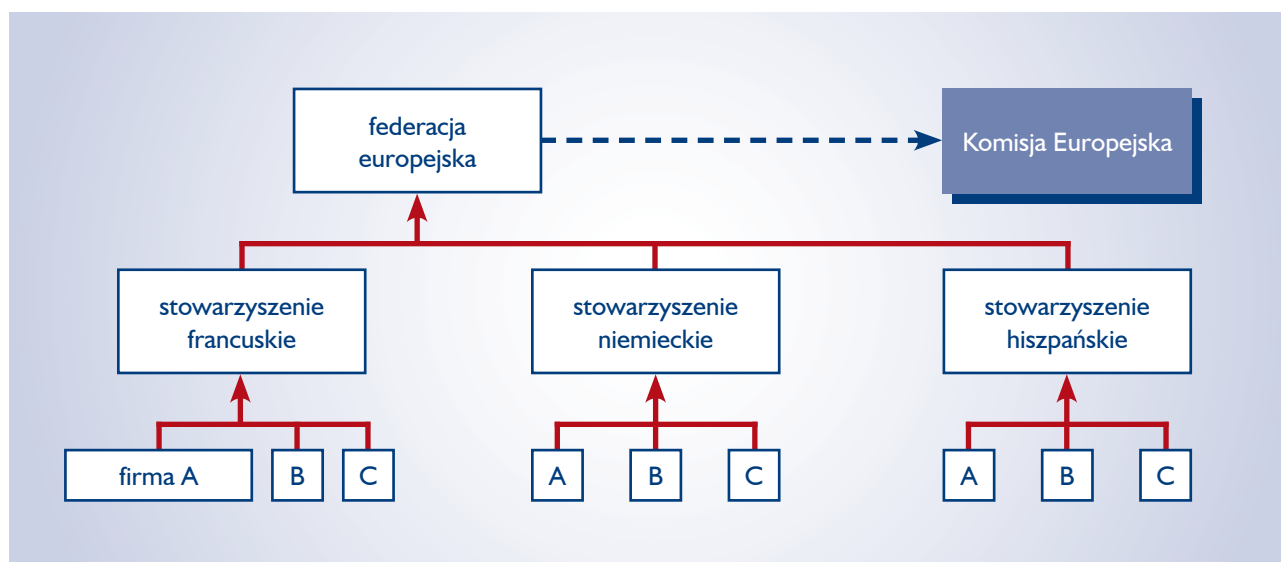 federacja
europejska
Komisja Europejska
stowarzyszenie
francuskie
stowarzyszenie
niemieckie
stowarzyszenie
hiszpańskie
firma A
B
C
A
B
C
A
B
C